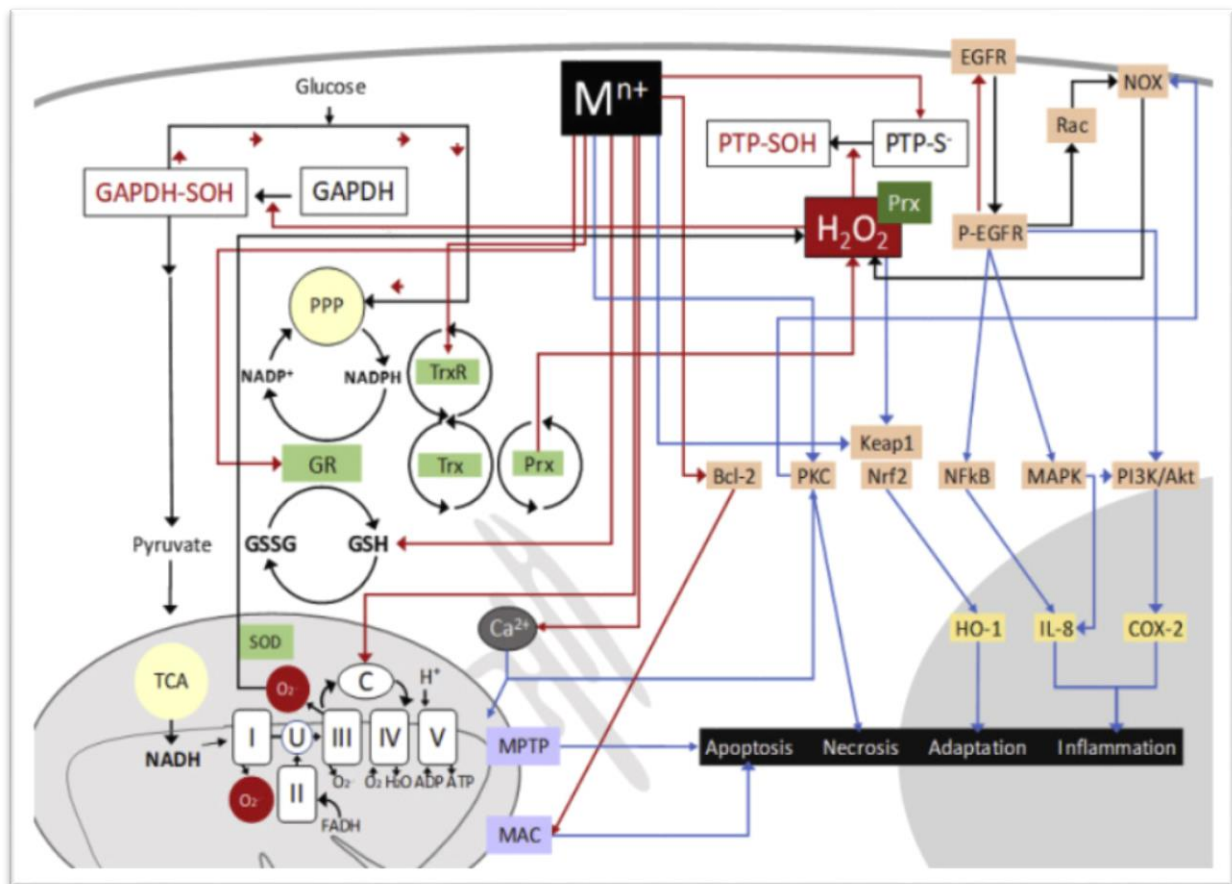 EGFR
NOX
Glucose
Mⁿ⁺
Rac
PTP-SOH
PTP-S⁻
GAPDH-SOH
GAPDH
Prx
H₂O₂
P-EGFR
PPP
NADP⁺
NADPH
TrxR
Keap1
GR
Trx
Prx
Bcl-2
PKC
Nrf2
NFkB
MAPK
PI3K/Akt
Pyruvate
GSSG
GSH
Ca²⁺
HO-1
IL-8
COX-2
SOD
TCA
O₂⁻
C
H⁺
I
U
III
IV
V
NADH
MPTP
Apoptosis Necrosis Adaptation Inflammation
O₂⁻
II
O₂⁻
O₂ H₂O ADP ATP
FADH
MAC